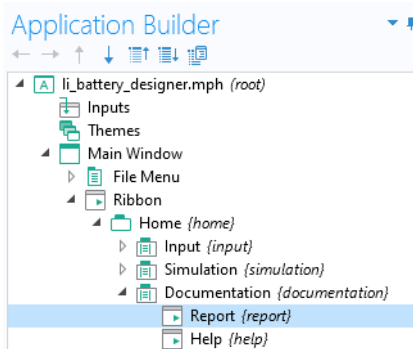 Application Builder
li_battery_designer.mph (root)
Inputs
Themes
Main Window
File Menu
Ribbon
Home {home}
Input {input}
Simulation {simulation}
Documentation {documentation}
Report {report}
Help {help}